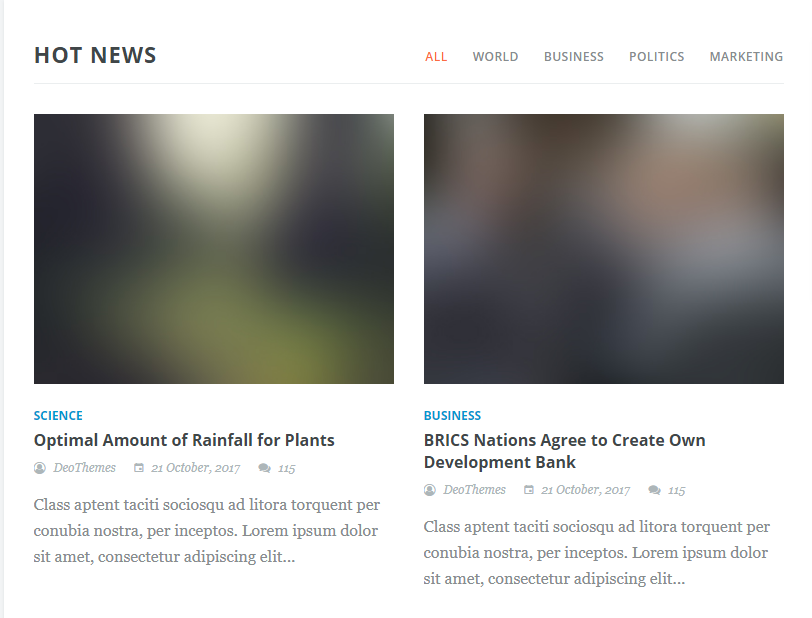 HOT NEWS
ALL WORLD BUSINESS POLITICS MARKETING
SCIENCE
Optimal Amount of Rainfall for Plants
DeoThemes 21 October, 2017 115
Class aptent taciti sociosqu ad litora torquent per
conubia nostra, per inceptos. Lorem ipsum dolor
sit amet, consectetur adipiscing elit...
BUSINESS
BRICS Nations Agree to Create Own
Development Bank
DeoThemes 21 October, 2017 115
Class aptent taciti sociosqu ad litora torquent per
conubia nostra, per inceptos. Lorem ipsum dolor
sit amet, consectetur adipiscing elit...